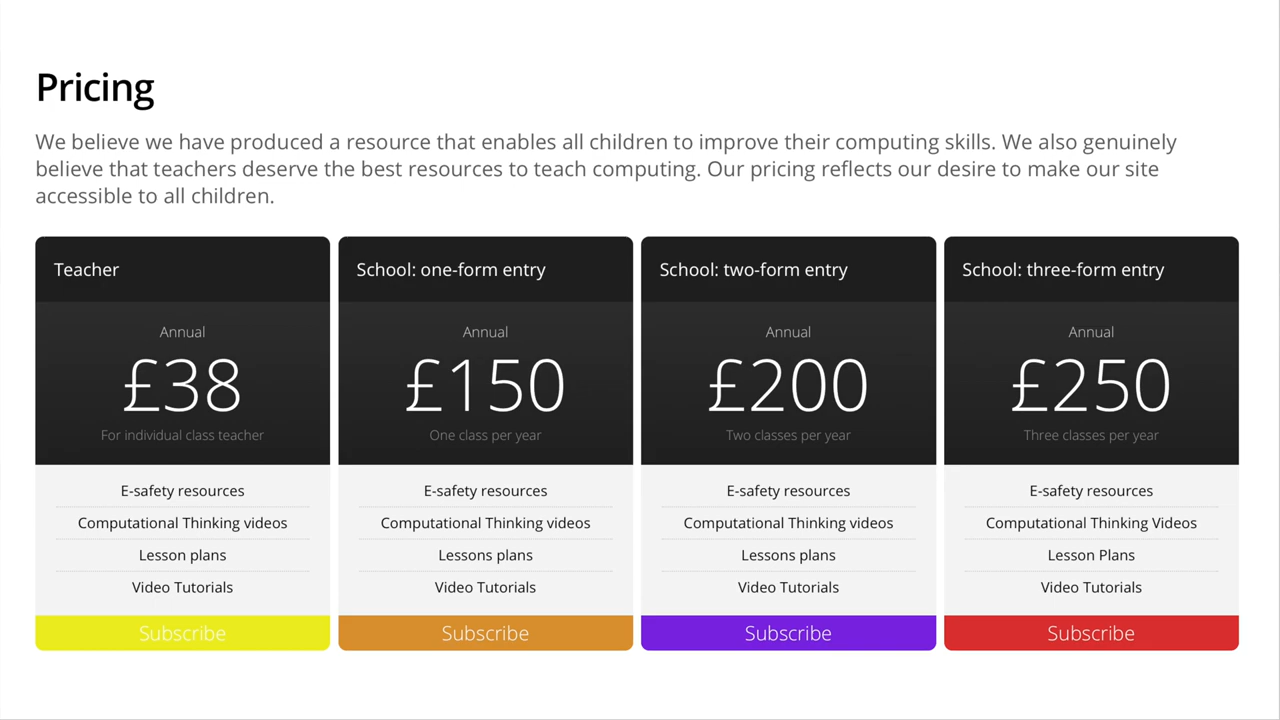 Pricing
We believe we have produced a resource that enables all children to improve their computing skills. We also genuinely
believe that teachers deserve the best resources to teach computing. Our pricing reflects our desire to make our site
accessible to all children.
Teacher
Annual
£38
For individual class teacher
E-safety resources
Computational Thinking videos
Lesson plans
Video Tutorials
Subscribe
School: one-form entry
Annual
£150
One class per year
E-safety resources
Computational Thinking videos
Lessons plans
Video Tutorials
Subscribe
School: two-form entry
Annual
£200
Two classes per year
E-safety resources
Computational Thinking videos
Lessons plans
Video Tutorials
Subscribe
School: three-form entry
Annual
£250
Three classes per year
E-safety resources
Computational Thinking Videos
Lesson Plans
Video Tutorials
Subscribe